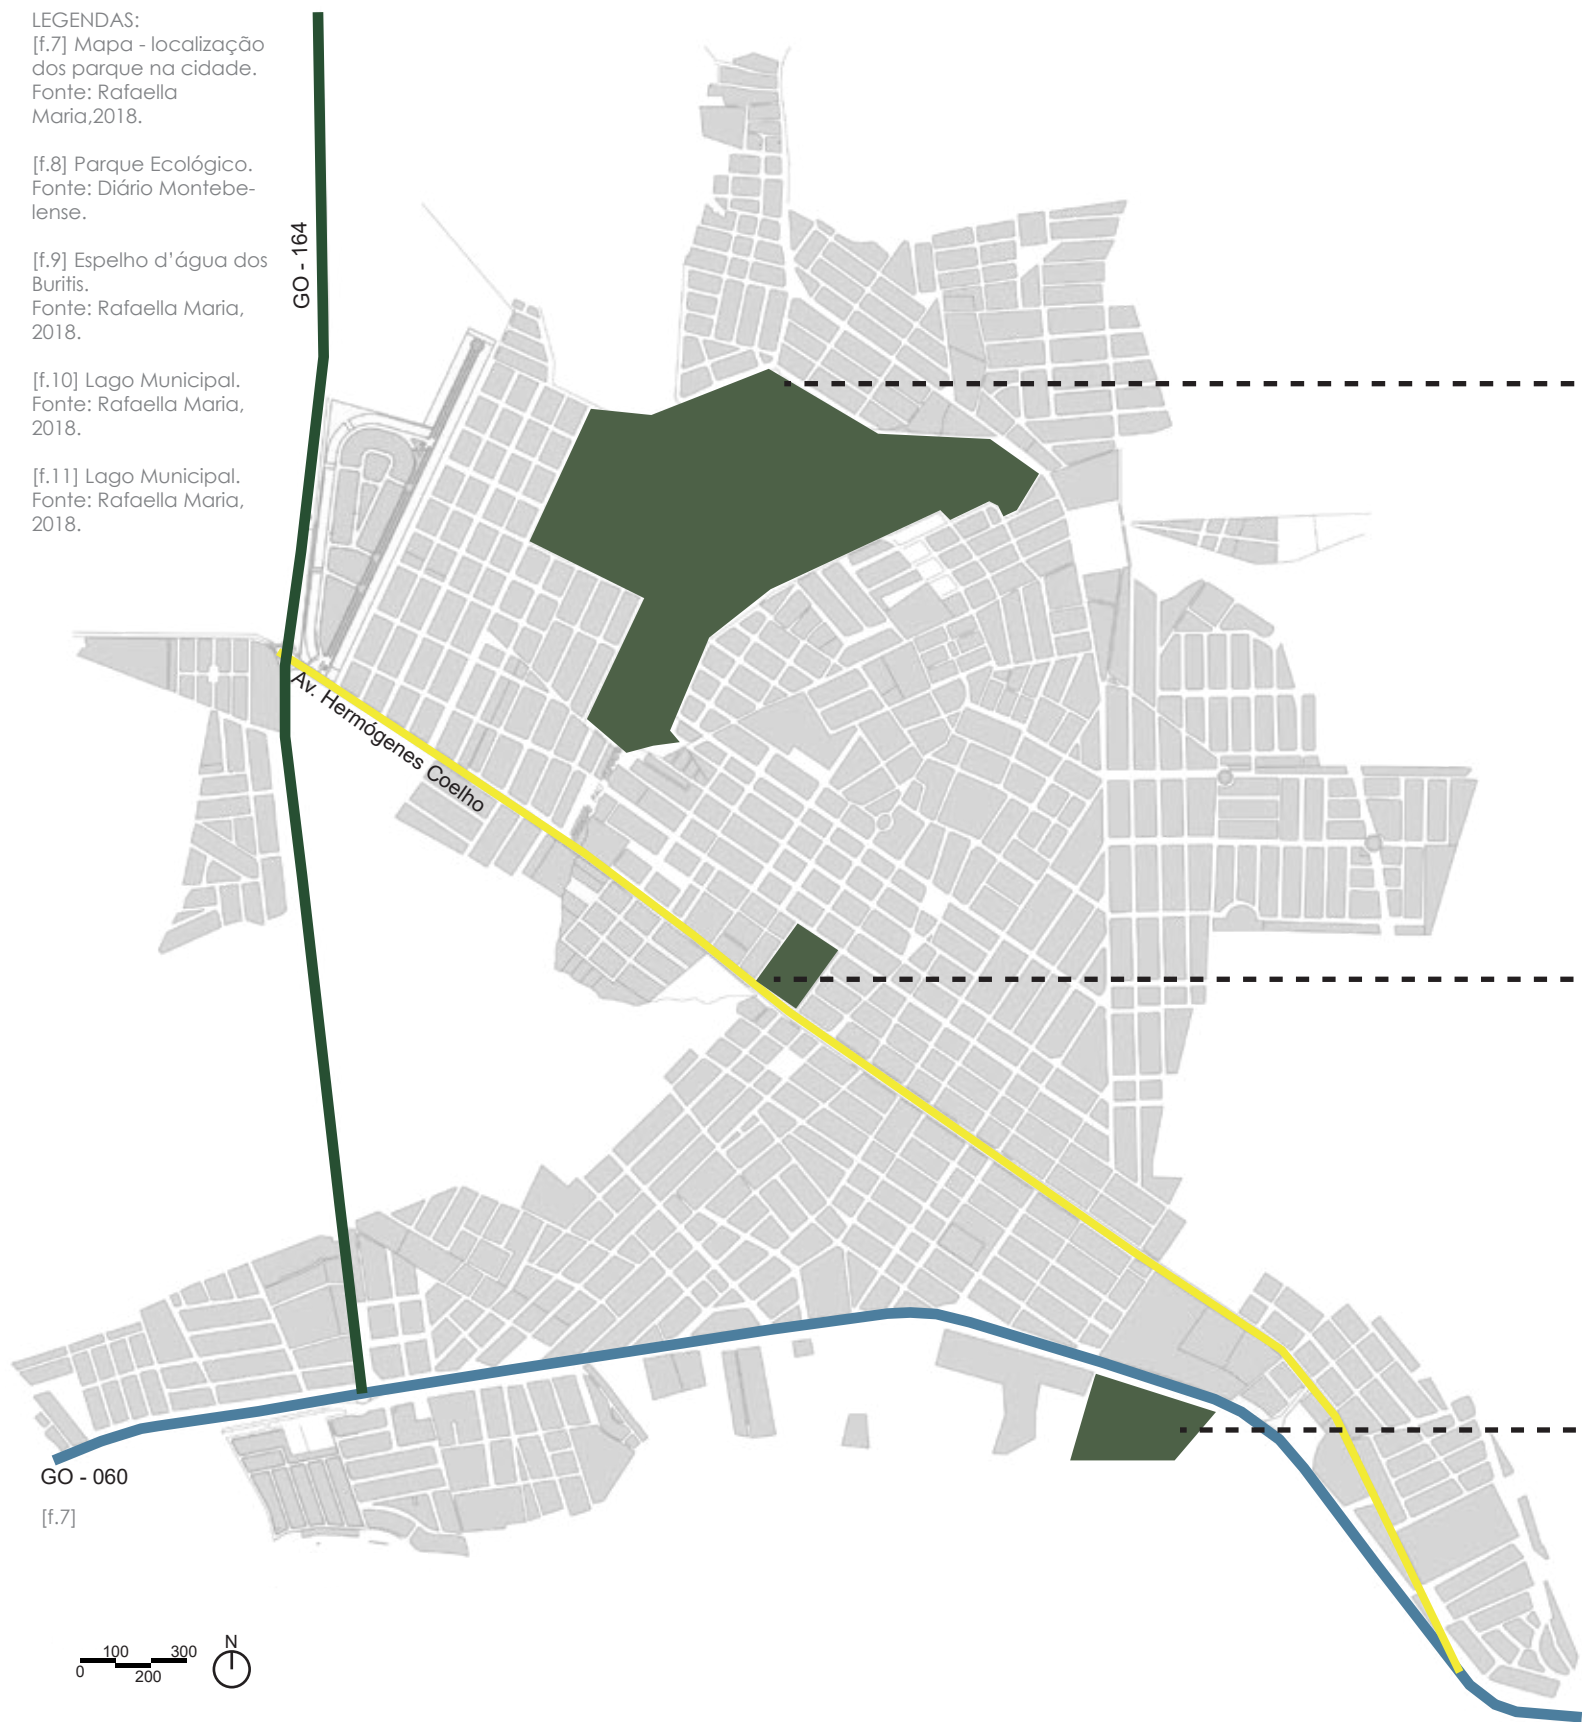 LEGENDAS:
[f.7] Mapa - localização
dos parque na cidade.
Fonte: Rafaella
Maria,2018.
[f.8] Parque Ecológico.
Fonte: Diário Montebe-
lense.
[f.9] Espelho d'água dos
Buritis.
Fonte: Rafaella Maria,
2018.
[f.10] Lago Municipal.
Fonte: Rafaella Maria,
2018.
[f.11] Lago Municipal.
Fonte: Rafaella Maria,
2018.
GO - 164
Av. Hermógenes Coelho
GO - 060
[f.7]
100 300
0 200
N